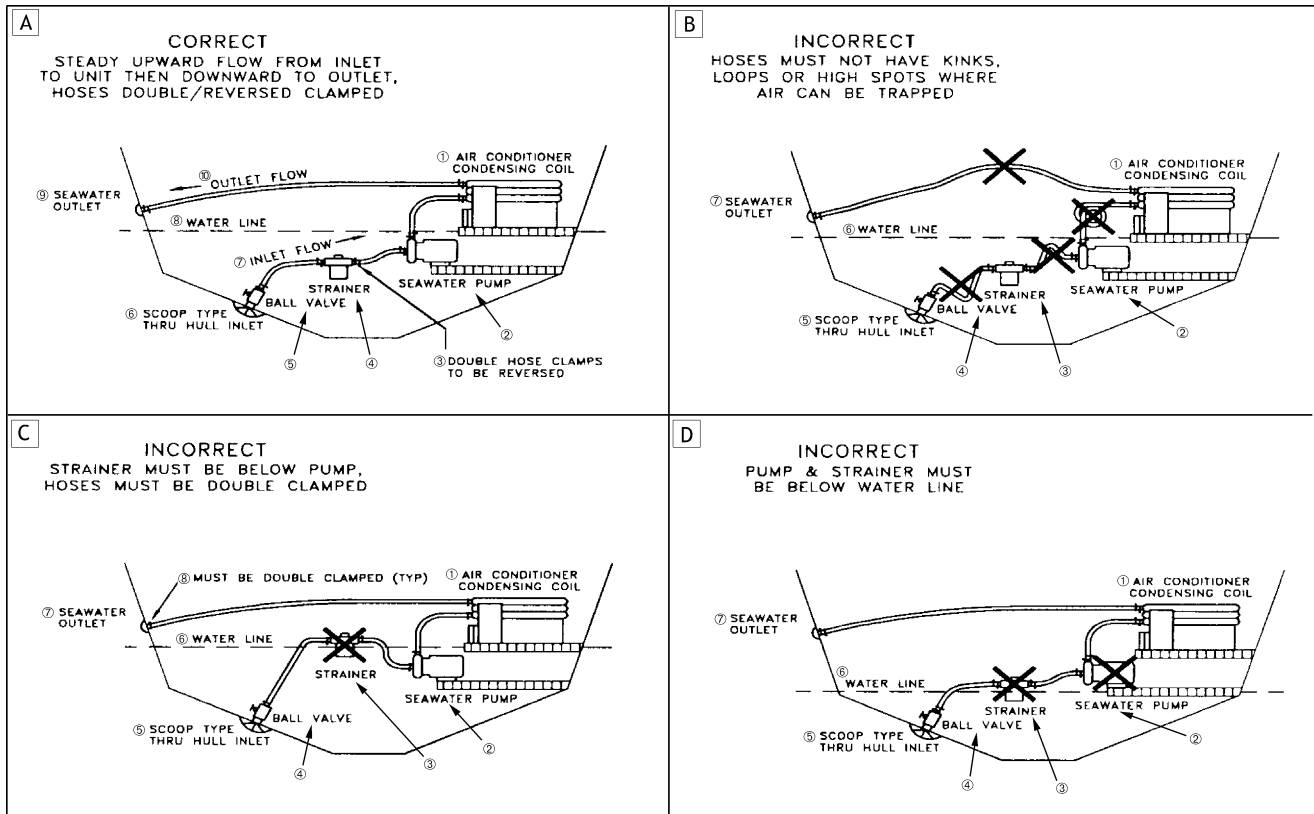 A
CORRECT
STEADY UPWARD FLOW FROM INLET
TO UNIT THEN DOWNWARD TO OUTLET,
HOSES DOUBLE/REVERSED CLAMPED
① AIR CONDITIONER
CONDENSING COIL
⑩ OUTLET FLOW
⑨ SEAWATER
OUTLET
⑧ WATER LINE
⑦ INLET FLOW
STRAINER
SEAWATER PUMP
BALL VALVE
⑥ SCOOP TYPE
THRU HULL INLET
②
⑤
④
③ DOUBLE HOSE CLAMPS
TO BE REVERSED
B
INCORRECT
HOSES MUST NOT HAVE KINKS,
LOOPS OR HIGH SPOTS WHERE
AIR CAN BE TRAPPED
① AIR CONDITIONER
CONDENSING COIL
⑦ SEAWATER
OUTLET
⑥ WATER LINE
STRAINER
SEAWATER PUMP
BALL VALVE
⑤ SCOOP TYPE
THRU HULL INLET
②
④
③
C
INCORRECT
STRAINER MUST BE BELOW PUMP,
HOSES MUST BE DOUBLE CLAMPED
⑧ MUST BE DOUBLE CLAMPED (TYP)
① AIR CONDITIONER
CONDENSING COIL
⑦ SEAWATER
OUTLET
⑥ WATER LINE
STRAINER
SEAWATER PUMP
BALL VALVE
⑤ SCOOP TYPE
THRU HULL INLET
②
③
④
D
INCORRECT
PUMP & STRAINER MUST
BE BELOW WATER LINE
① AIR CONDITIONER
CONDENSING COIL
⑦ SEAWATER
OUTLET
⑥
WATER LINE
STRAINER
SEAWATER PUMP
BALL VALVE
⑤ SCOOP TYPE
THRU HULL INLET
②
④
③